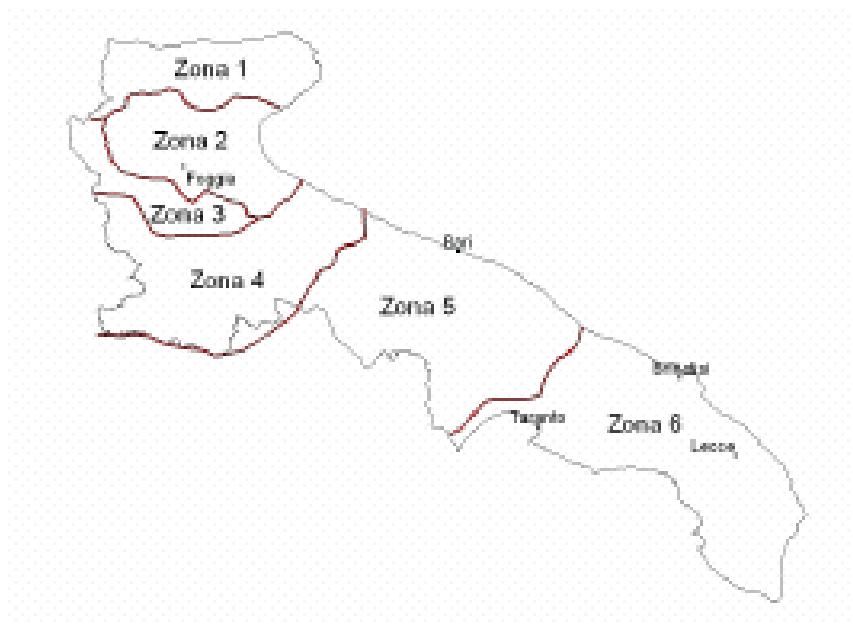 Zona 1
Zona 2
Foggia
Zona 3
Zona 4
Bari
Zona 5
Brindisi
Taranto
Zona 6
Lecce